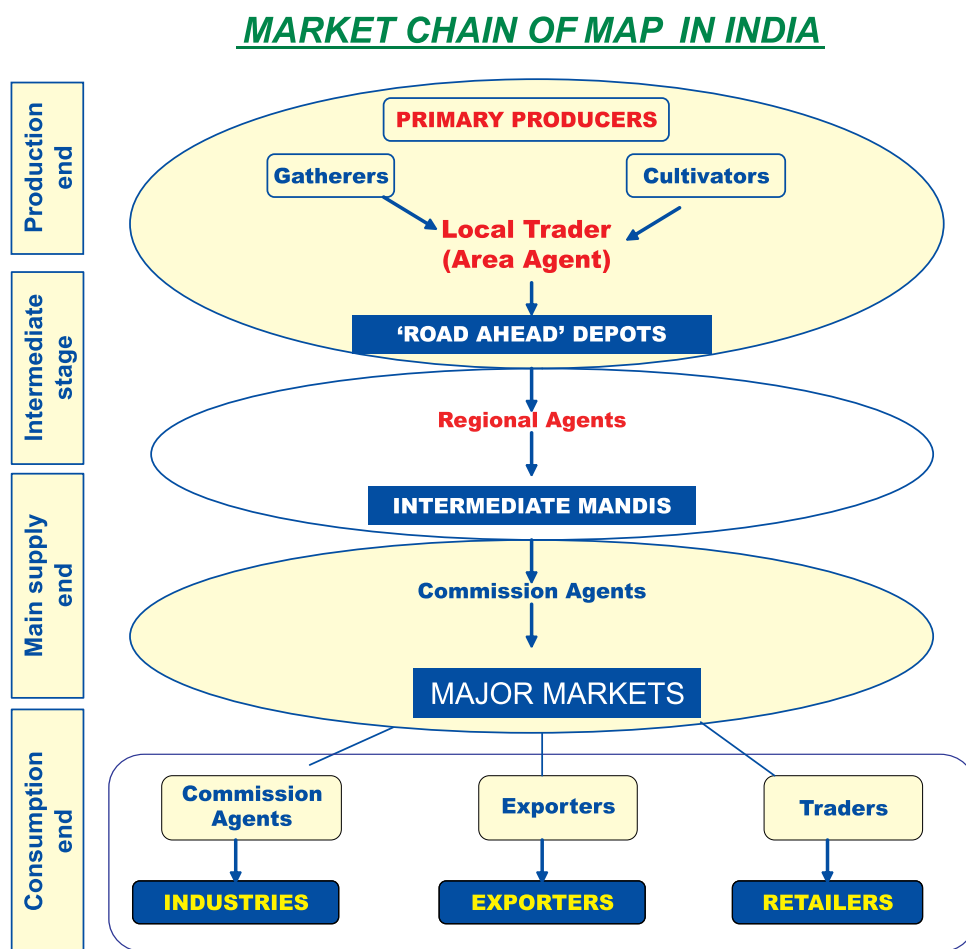 MARKET CHAIN OF MAP IN INDIA
Production
end
PRIMARY PRODUCERS
Gatherers
Cultivators
Local Trader
(Area Agent)
‘ROAD AHEAD’ DEPOTS
Intermediate
stage
Regional Agents
INTERMEDIATE MANDIS
Main supply
end
Commission Agents
MAJOR MARKETS
Consumption
end
Commission
Agents
Exporters
Traders
INDUSTRIES
EXPORTERS
RETAILERS